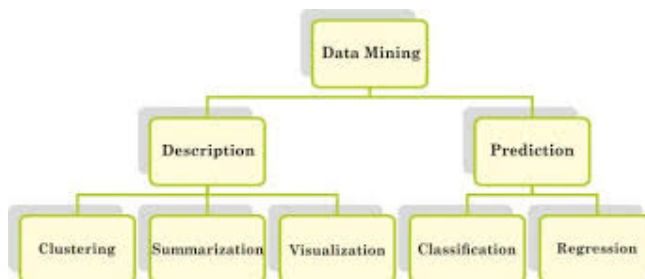 Data Mining
Description
Prediction
Clustering
Summarization
Visualization
Classification
Regression